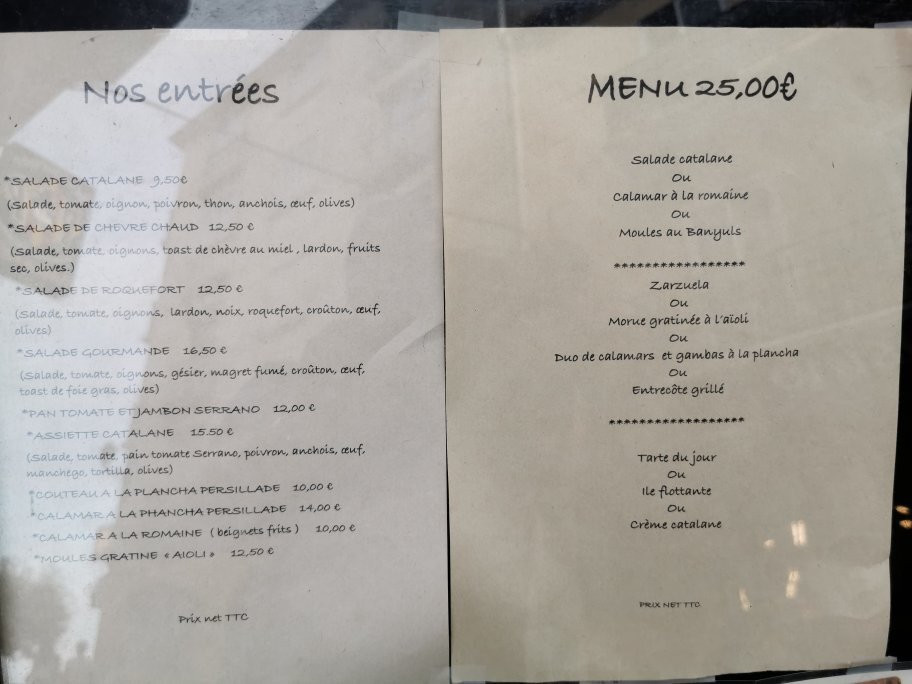 Nos entrées
*SALADE CATALANE 9,50€
(Salade, tomate, oignon, poivron, thon, anchois, œuf, olives)
*SALADE DE CHEVRE CHAUD 12,50 €
(Salade, tomate, oignons, toast de chèvre au miel , lardon, fruits
sec, olives.)
*SALADE DE ROQUEFORT 12,50 €
(Salade, tomate, oignons, lardon, noix, roquefort, croûton, œuf,
olives)
*SALADE GOURMANDE 16,50 €
(Salade, tomate, oignons, gésier, magret fumé, croûton, œuf,
toast de foie gras, olives)
*PAN TOMATE ET JAMBON SERRANO 12,00 €
*ASSIETTE CATALANE 15.50 €
(Salade, tomate, pain tomate Serrano, poivron, anchois, œuf,
manchego, tortilla, olives)
*COUTEAU A LA PLANCHA PERSILLADE 10,00 €
*CALAMAR A LA PHANCHA PERSILLADE 14,00 €
*CALAMAR A LA ROMAINE (beignets frits) 10,00 €
*MOULES GRATINE « AIOLI » 12,50 €
Prix net TTC
MENU 25,00€
Salade catalane
Ou
Calamar à la romaine
Ou
Moules au Banyuls
*****************
Zarzuela
Ou
Morue gratinée à l'aïoli
Ou
Duo de calamars et gambas à la plancha
Ou
Entrecôte grillé
******************
Tarte du jour
Ou
Ile flottante
Ou
Crème catalane
PRIX NET TTC